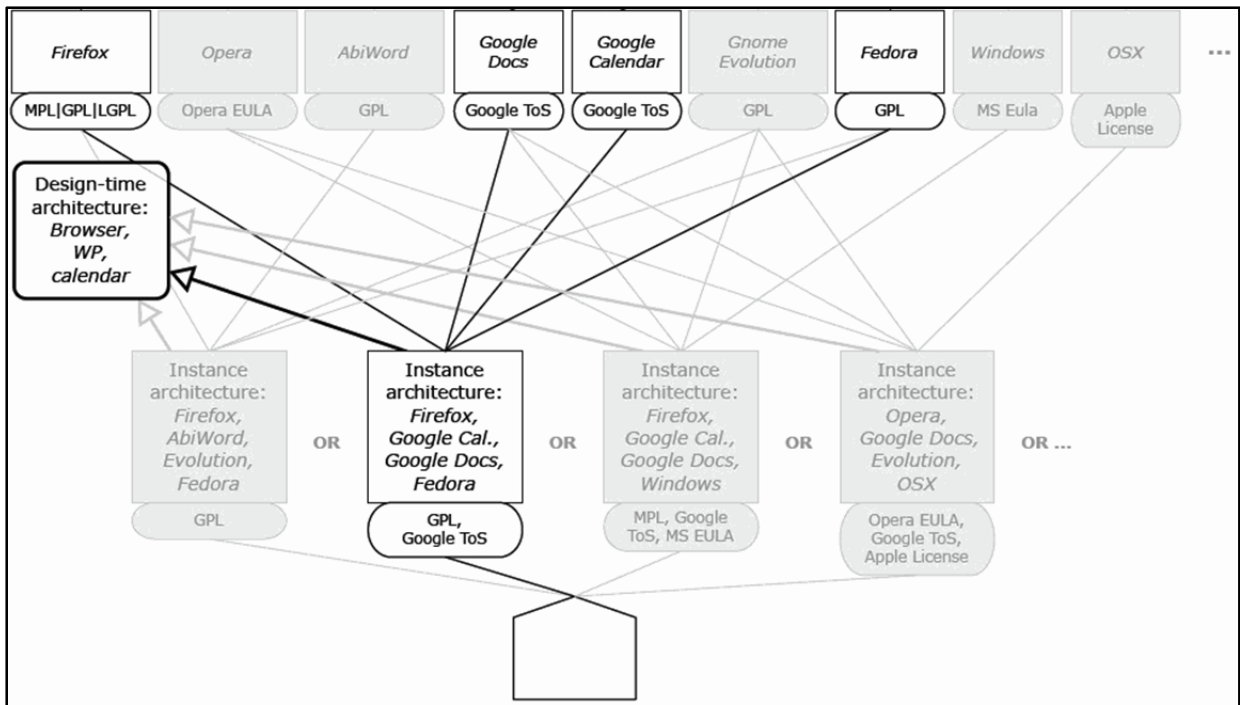 Firefox
Opera
AbiWord
Google
Docs
Google
Calendar
Gnome
Evolution
Fedora
Windows
OSX
...
MPL|GPL|LGPL
Opera EULA
GPL
Google ToS
Google ToS
GPL
GPL
MS Eula
Apple
License
Design-time
architecture:
Browser,
WP,
calendar
Instance
architecture:
Firefox,
AbiWord,
Evolution,
Fedora
GPL
OR
Instance
architecture:
Firefox,
Google Cal.,
Google Docs,
Fedora
GPL,
Google ToS
OR
Instance
architecture:
Firefox,
Google Cal.,
Google Docs,
Windows
MPL, Google
ToS, MS EULA
OR
Instance
architecture:
Opera,
Google Docs,
Evolution,
OSX
Opera EULA,
Google ToS,
Apple License
OR ...